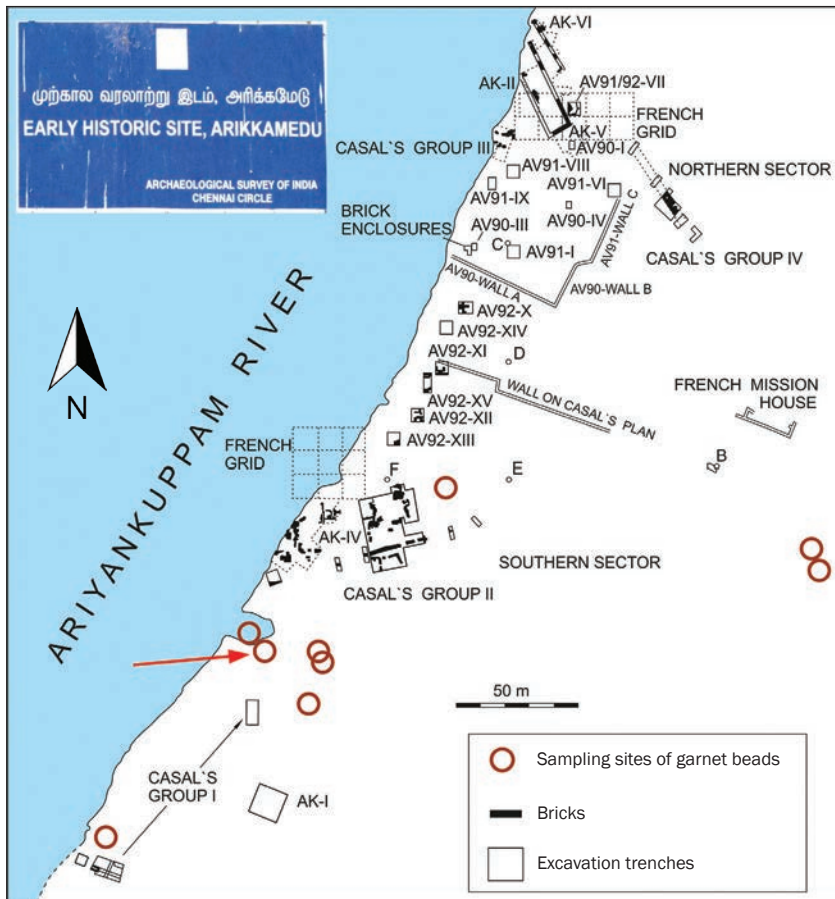 முற்கால வரலாற்று இடம், அரிக்கமேடு
EARLY HISTORIC SITE, ARIKKAMEDU
ARCHAEOLOGICAL SURVEY OF INDIA
CHENNAI CIRCLE
AK-VI
AK-II
AV91/92-VII
FRENCH
GRID
AK-V
AV90-I
CASAL`S GROUP III
NORTHERN SECTOR
AV91-VIII
AV91-VI
AV91-IX
BRICK
ENCLOSURES
AV90-III
AV90-IV
AV91-WALL C
C
AV91-I
CASAL`S GROUP IV
AV90-WALL A
AV90-WALL B
AV92-X
AV92-XIV
AV92-XI
D
WALL ON CASAL'S PLAN
FRENCH MISSION
HOUSE
AV92-XV
AV92-XII
AV92-XIII
FRENCH
GRID
F
E
B
ARIYANKUPPAM RIVER
N
AK-IV
SOUTHERN SECTOR
CASAL`S GROUP II
50 m
CASAL`S
GROUP I
AK-I
Sampling sites of garnet beads
Bricks
Excavation trenches